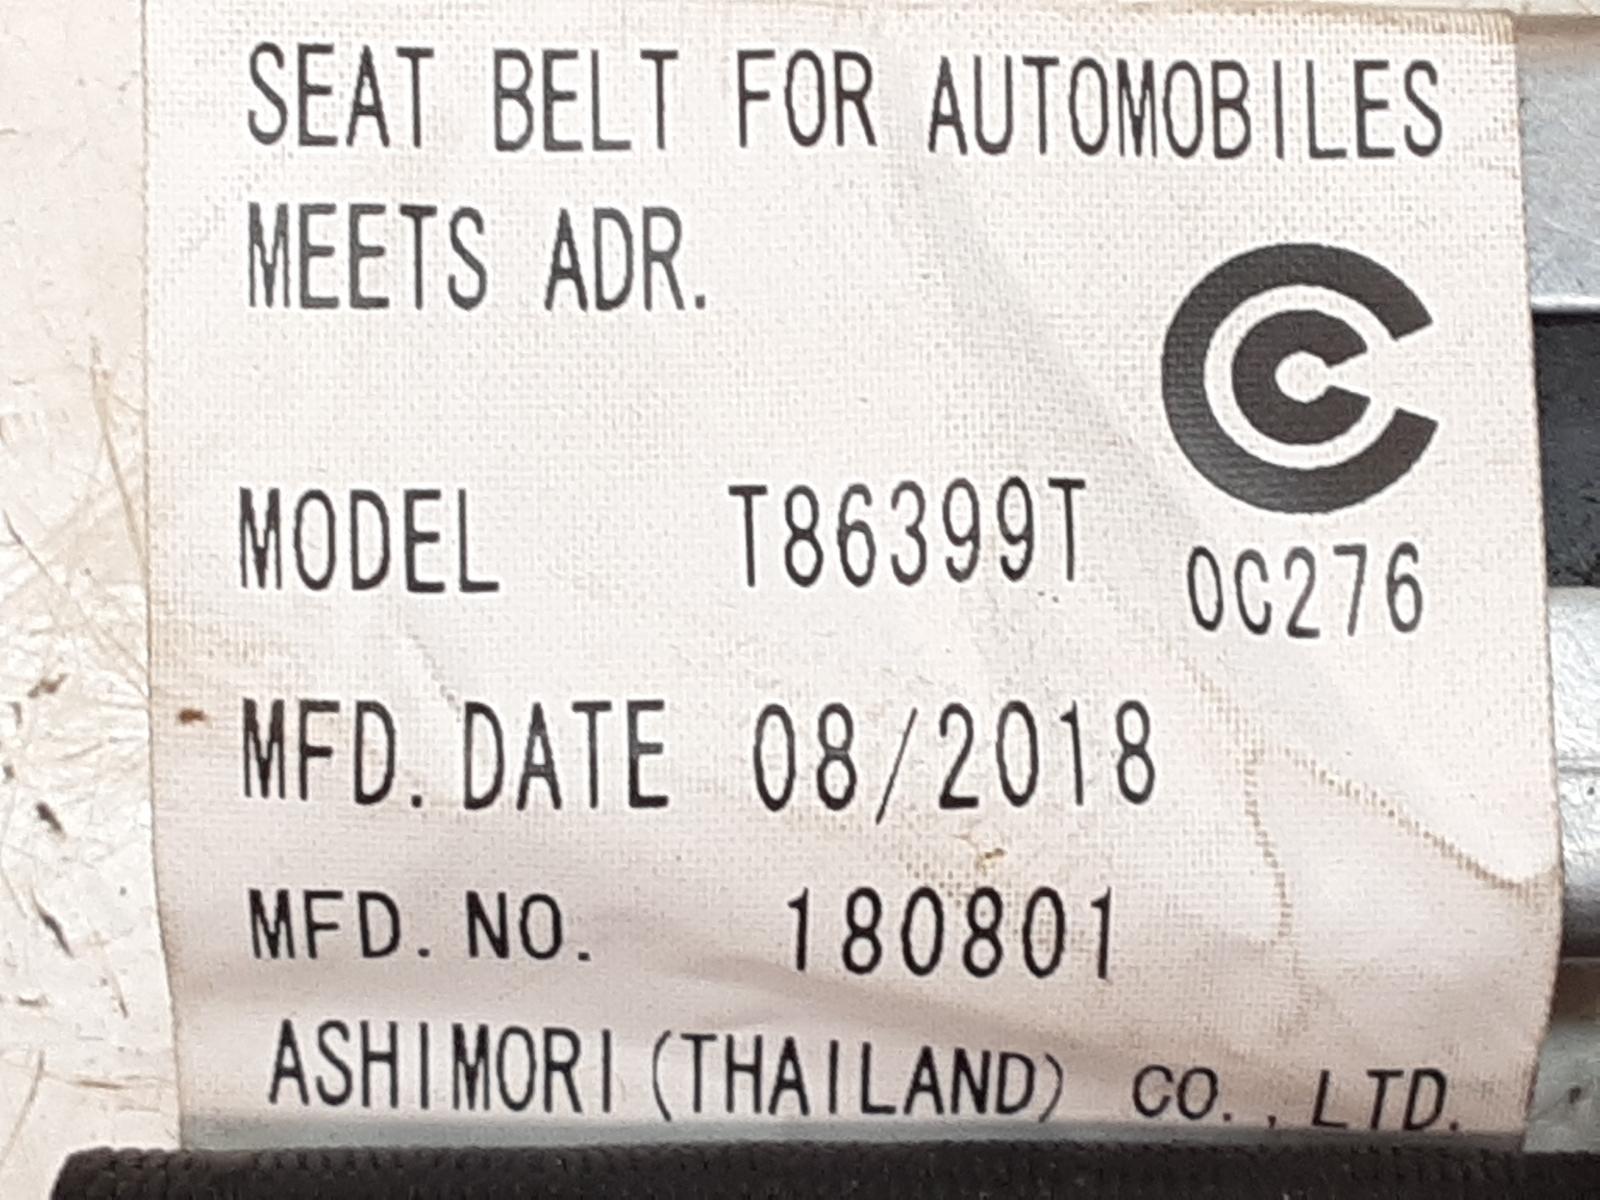 SEAT BELT FOR AUTOMOBILES
MEETS ADR.
MODEL T86399T
0C276
MFD. DATE 08/2018
MFD. NO. 180801
ASHIMORI (THAILAND) CO., LTD.